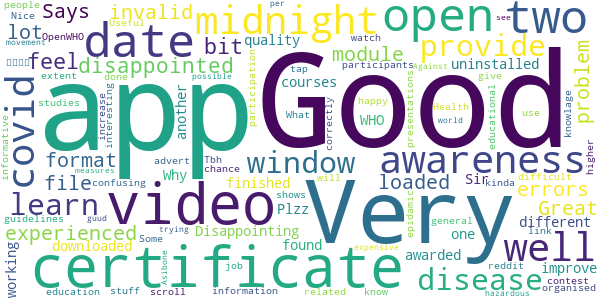 people
Nice
Says
invalid
midnight
open
two
per
Useful
see
movement
OpenWHO
date
bit
quality
watch
Against
lot
feel
disappointed
participation
tap
module
participants
provide
uninstalled
problem
extent
done
another
courses
presentations
give
studies
interesting
What
happy
WHO
educational
Health
use
covid
increase
app
Good
correctly
possible
world
knowlage
measures
format
advert
Why
window
awareness
higher
confusing
Tbh
chance
file
finished
shows
will
loaded
Sir
kinda
difficult
errors
informative
learn
video
Plzz
Very
epidamic
Great
guidelines
guud
Disappointing
general
link
different
well
experienced
trying
found
one
working
downloaded
Some
Asibone
certificate
awarded
reddit
improve
job
disease
contest
education
stuff
scroll
information
related
know
expensive
hazardous
organised